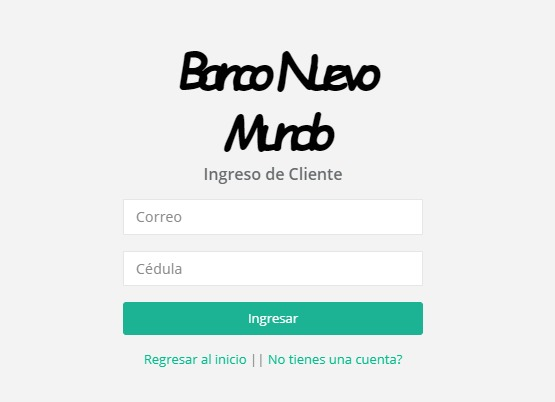 Banco Nuevo
Mundo
Ingreso de Cliente
Correo
Cédula
Ingresar
Regresar al inicio || No tienes una cuenta?